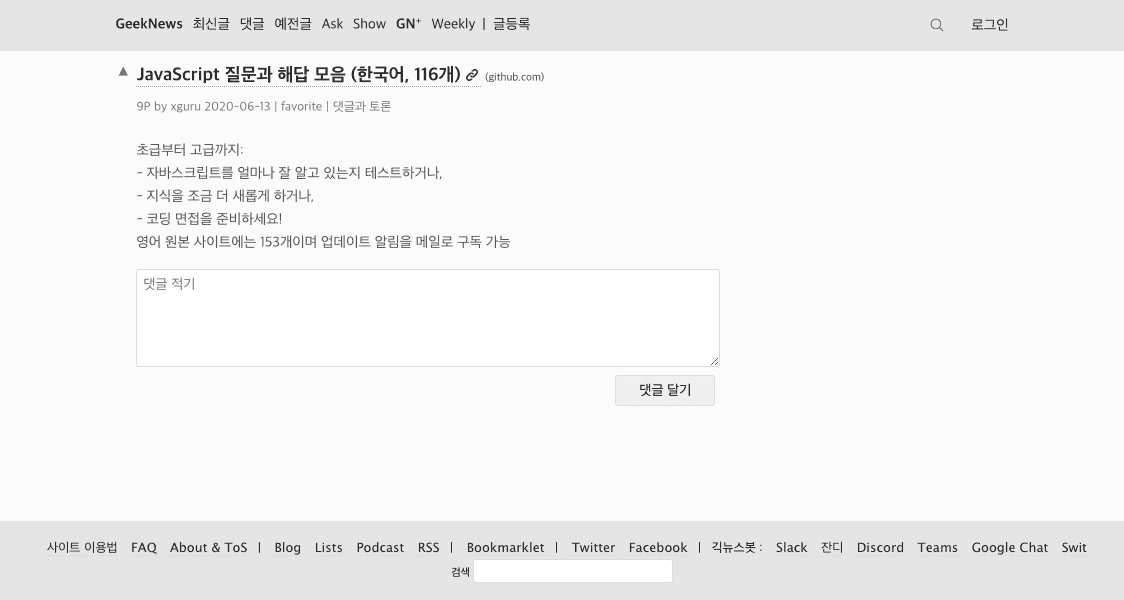 GeekNews 최신글 댓글 예전글 Ask Show GN⁺ Weekly | 글등록 로그인
▲ JavaScript 질문과 해답 모음 (한국어, 116개) (github.com)
9P by xguru 2020-06-13 | favorite | 댓글과 토론
초급부터 고급까지:
- 자바스크립트를 얼마나 잘 알고 있는지 테스트하거나,
- 지식을 조금 더 새롭게 하거나,
- 코딩 면접을 준비하세요!
영어 원본 사이트에는 153개이며 업데이트 알림을 메일로 구독 가능
댓글 적기
댓글 달기
사이트 이용법 FAQ About & ToS | Blog Lists Podcast RSS | Bookmarklet | Twitter Facebook | 긱뉴스봇 : Slack 잔디 Discord Teams Google Chat Swit
검색